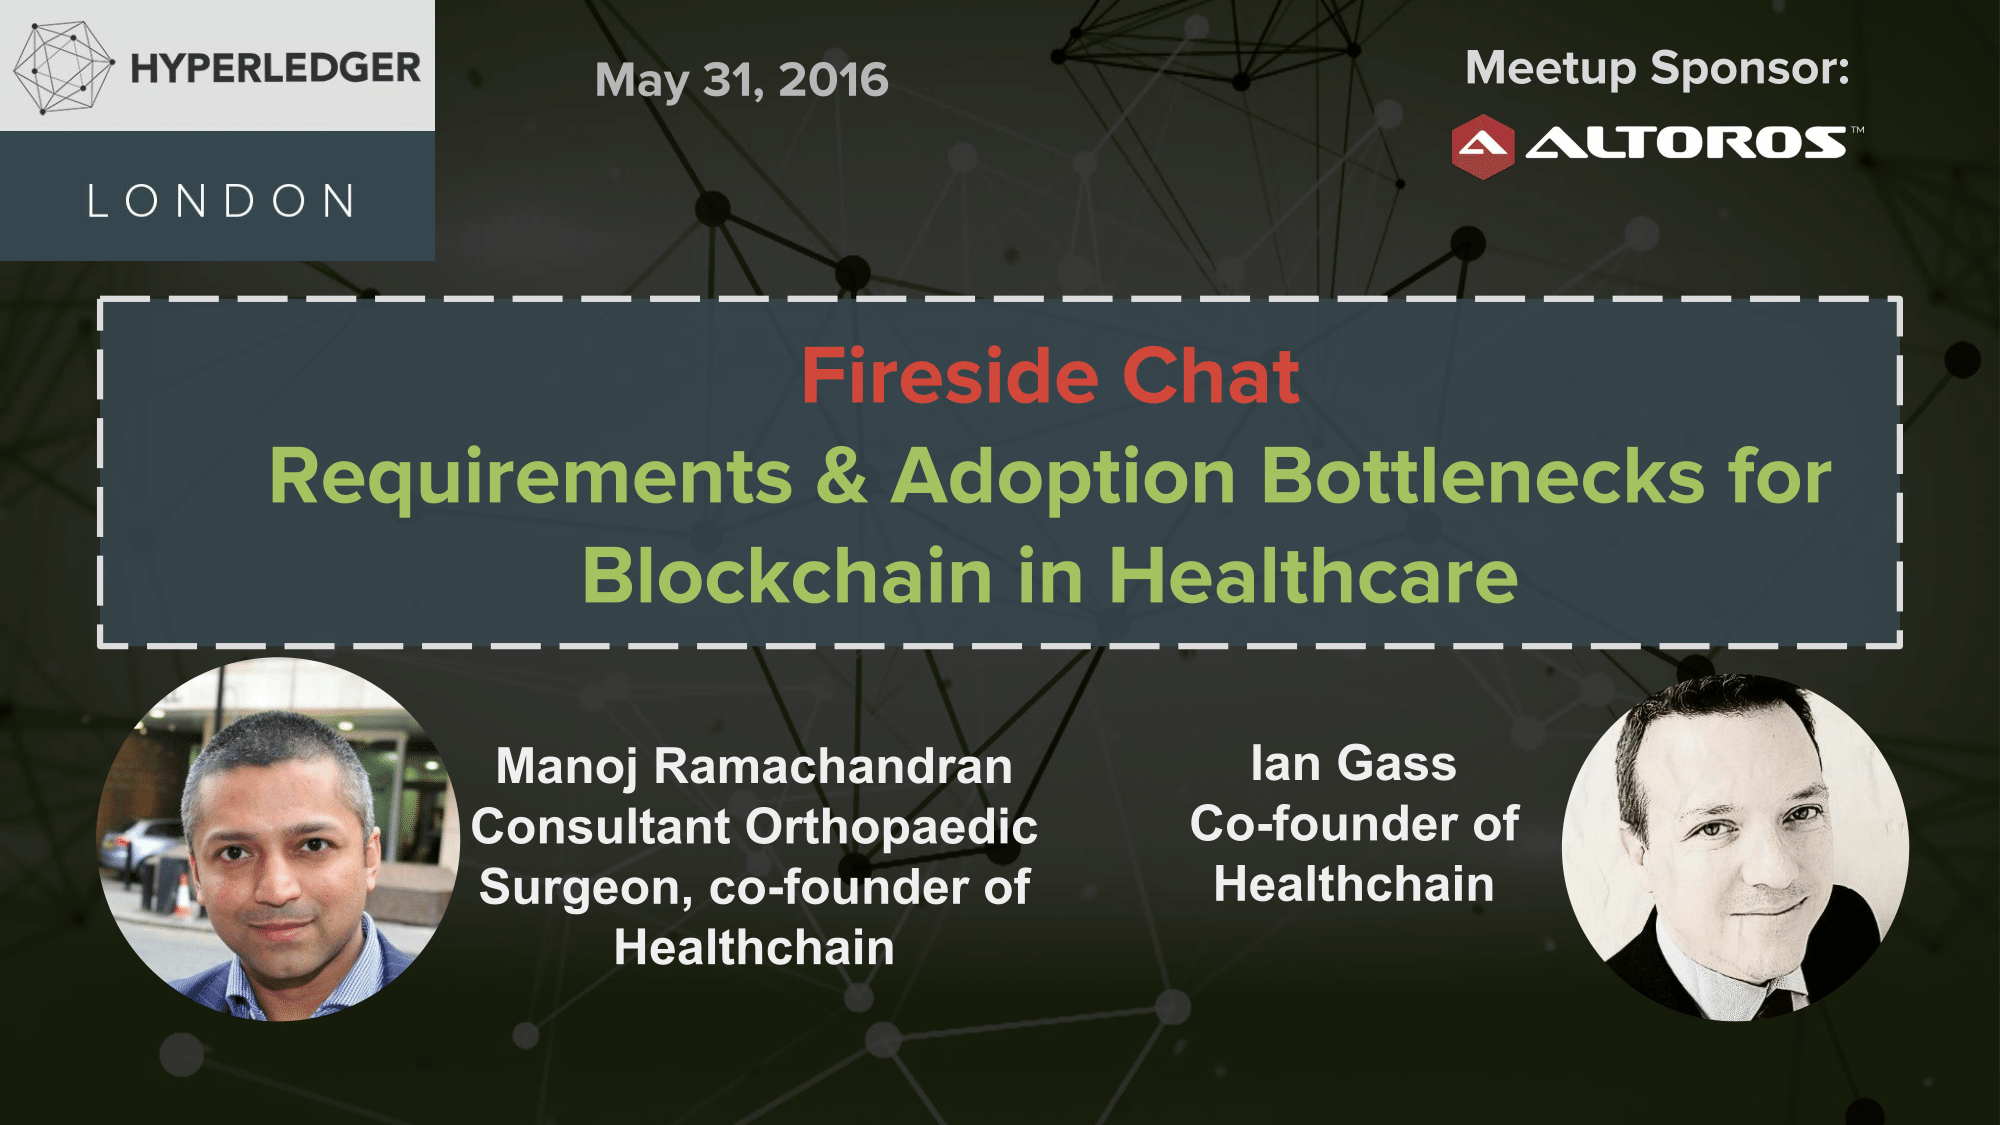 HYPERLEDGER
LONDON
May 31, 2016
Meetup Sponsor:
ALTOROS™
Fireside Chat
Requirements & Adoption Bottlenecks for
Blockchain in Healthcare
Manoj Ramachandran
Consultant Orthopaedic
Surgeon, co-founder of
Healthchain
Ian Gass
Co-founder of
Healthchain